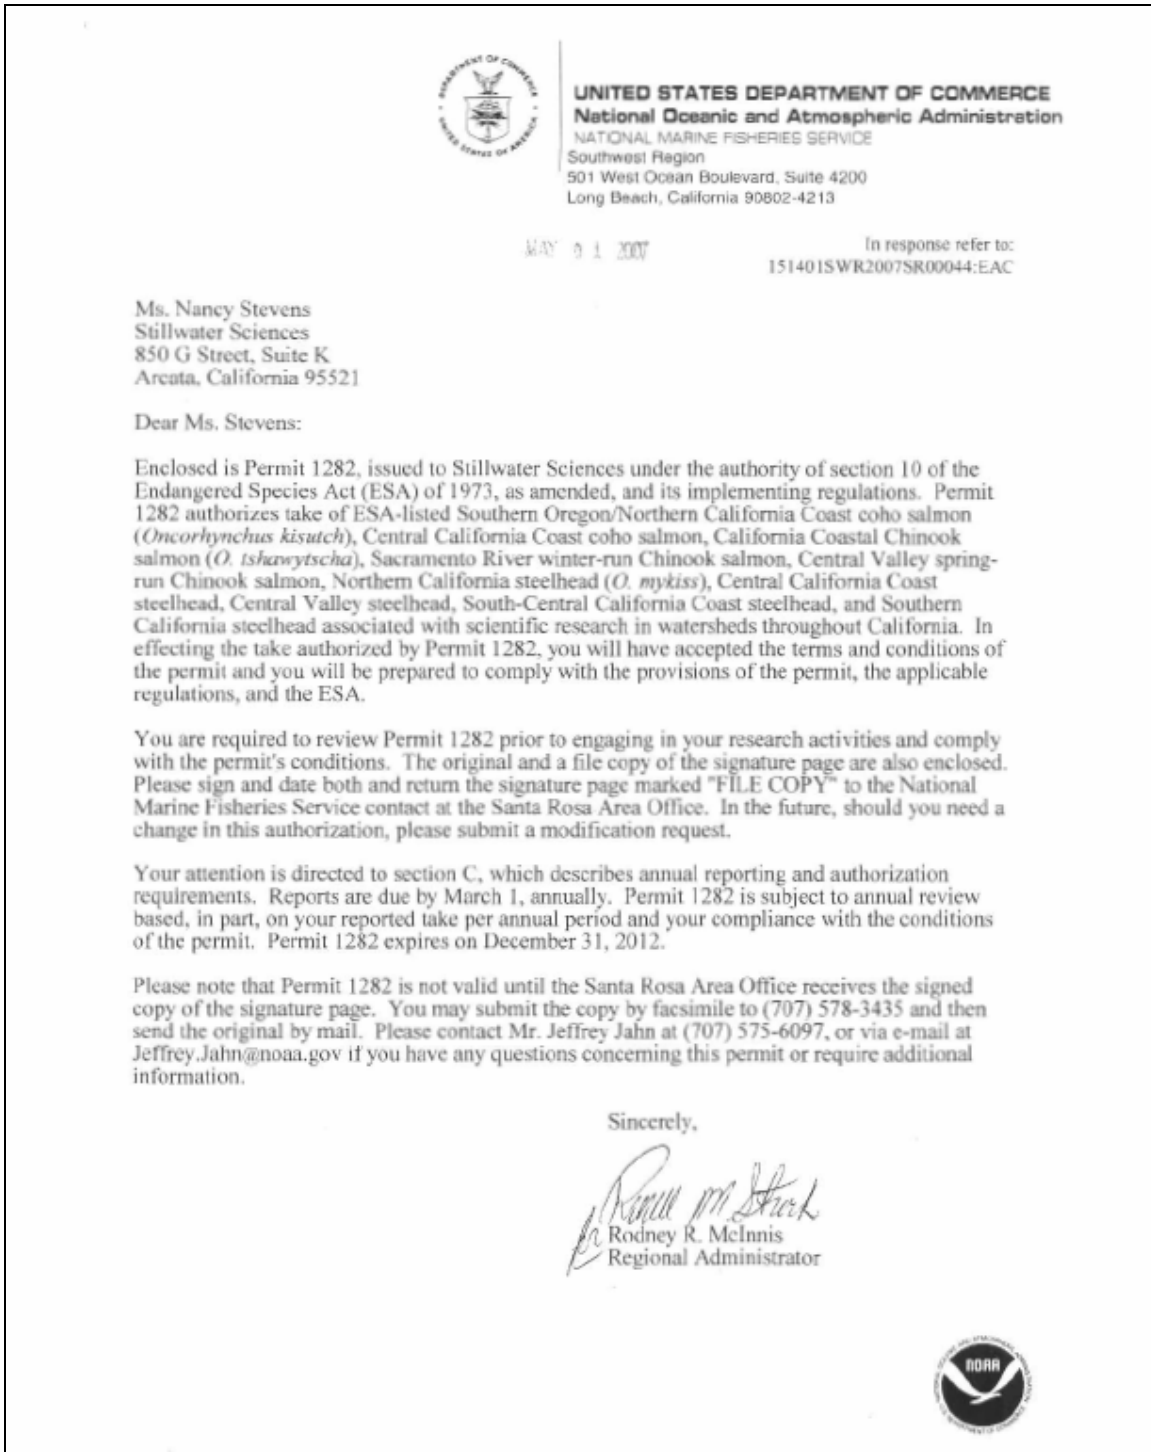 DEPARTMENT OF COMMERCE
UNITED STATES OF AMERICA
UNITED STATES DEPARTMENT OF COMMERCE
National Oceanic and Atmospheric Administration
NATIONAL MARINE FISHERIES SERVICE
Southwest Region
501 West Ocean Boulevard, Suite 4200
Long Beach, California 90802-4213
MAY 1 2007
In response refer to:
151401SWR2007SR00044:EAC
Ms. Nancy Stevens
Stillwater Sciences
850 G Street, Suite K
Arcata, California 95521
Dear Ms. Stevens:
Enclosed is Permit 1282, issued to Stillwater Sciences under the authority of section 10 of the
Endangered Species Act (ESA) of 1973, as amended, and its implementing regulations. Permit
1282 authorizes take of ESA-listed Southern Oregon/Northern California Coast coho salmon
(Oncorhynchus kisutch), Central California Coast coho salmon, California Coastal Chinook
salmon (O. tshawytscha), Sacramento River winter-run Chinook salmon, Central Valley spring-
run Chinook salmon, Northern California steelhead (O. mykiss), Central California Coast
steelhead, Central Valley steelhead, South-Central California Coast steelhead, and Southern
California steelhead associated with scientific research in watersheds throughout California. In
effecting the take authorized by Permit 1282, you will have accepted the terms and conditions of
the permit and you will be prepared to comply with the provisions of the permit, the applicable
regulations, and the ESA.
You are required to review Permit 1282 prior to engaging in your research activities and comply
with the permit's conditions. The original and a file copy of the signature page are also enclosed.
Please sign and date both and return the signature page marked "FILE COPY" to the National
Marine Fisheries Service contact at the Santa Rosa Area Office. In the future, should you need a
change in this authorization, please submit a modification request.
Your attention is directed to section C, which describes annual reporting and authorization
requirements. Reports are due by March 1, annually. Permit 1282 is subject to annual review
based, in part, on your reported take per annual period and your compliance with the conditions
of the permit. Permit 1282 expires on December 31, 2012.
Please note that Permit 1282 is not valid until the Santa Rosa Area Office receives the signed
copy of the signature page. You may submit the copy by facsimile to (707) 578-3435 and then
send the original by mail. Please contact Mr. Jeffrey Jahn at (707) 575-6097, or via e-mail at
Jeffrey.Jahn@noaa.gov if you have any questions concerning this permit or require additional
information.
Sincerely,
for Rodney R. McInnis
Regional Administrator
NOAA